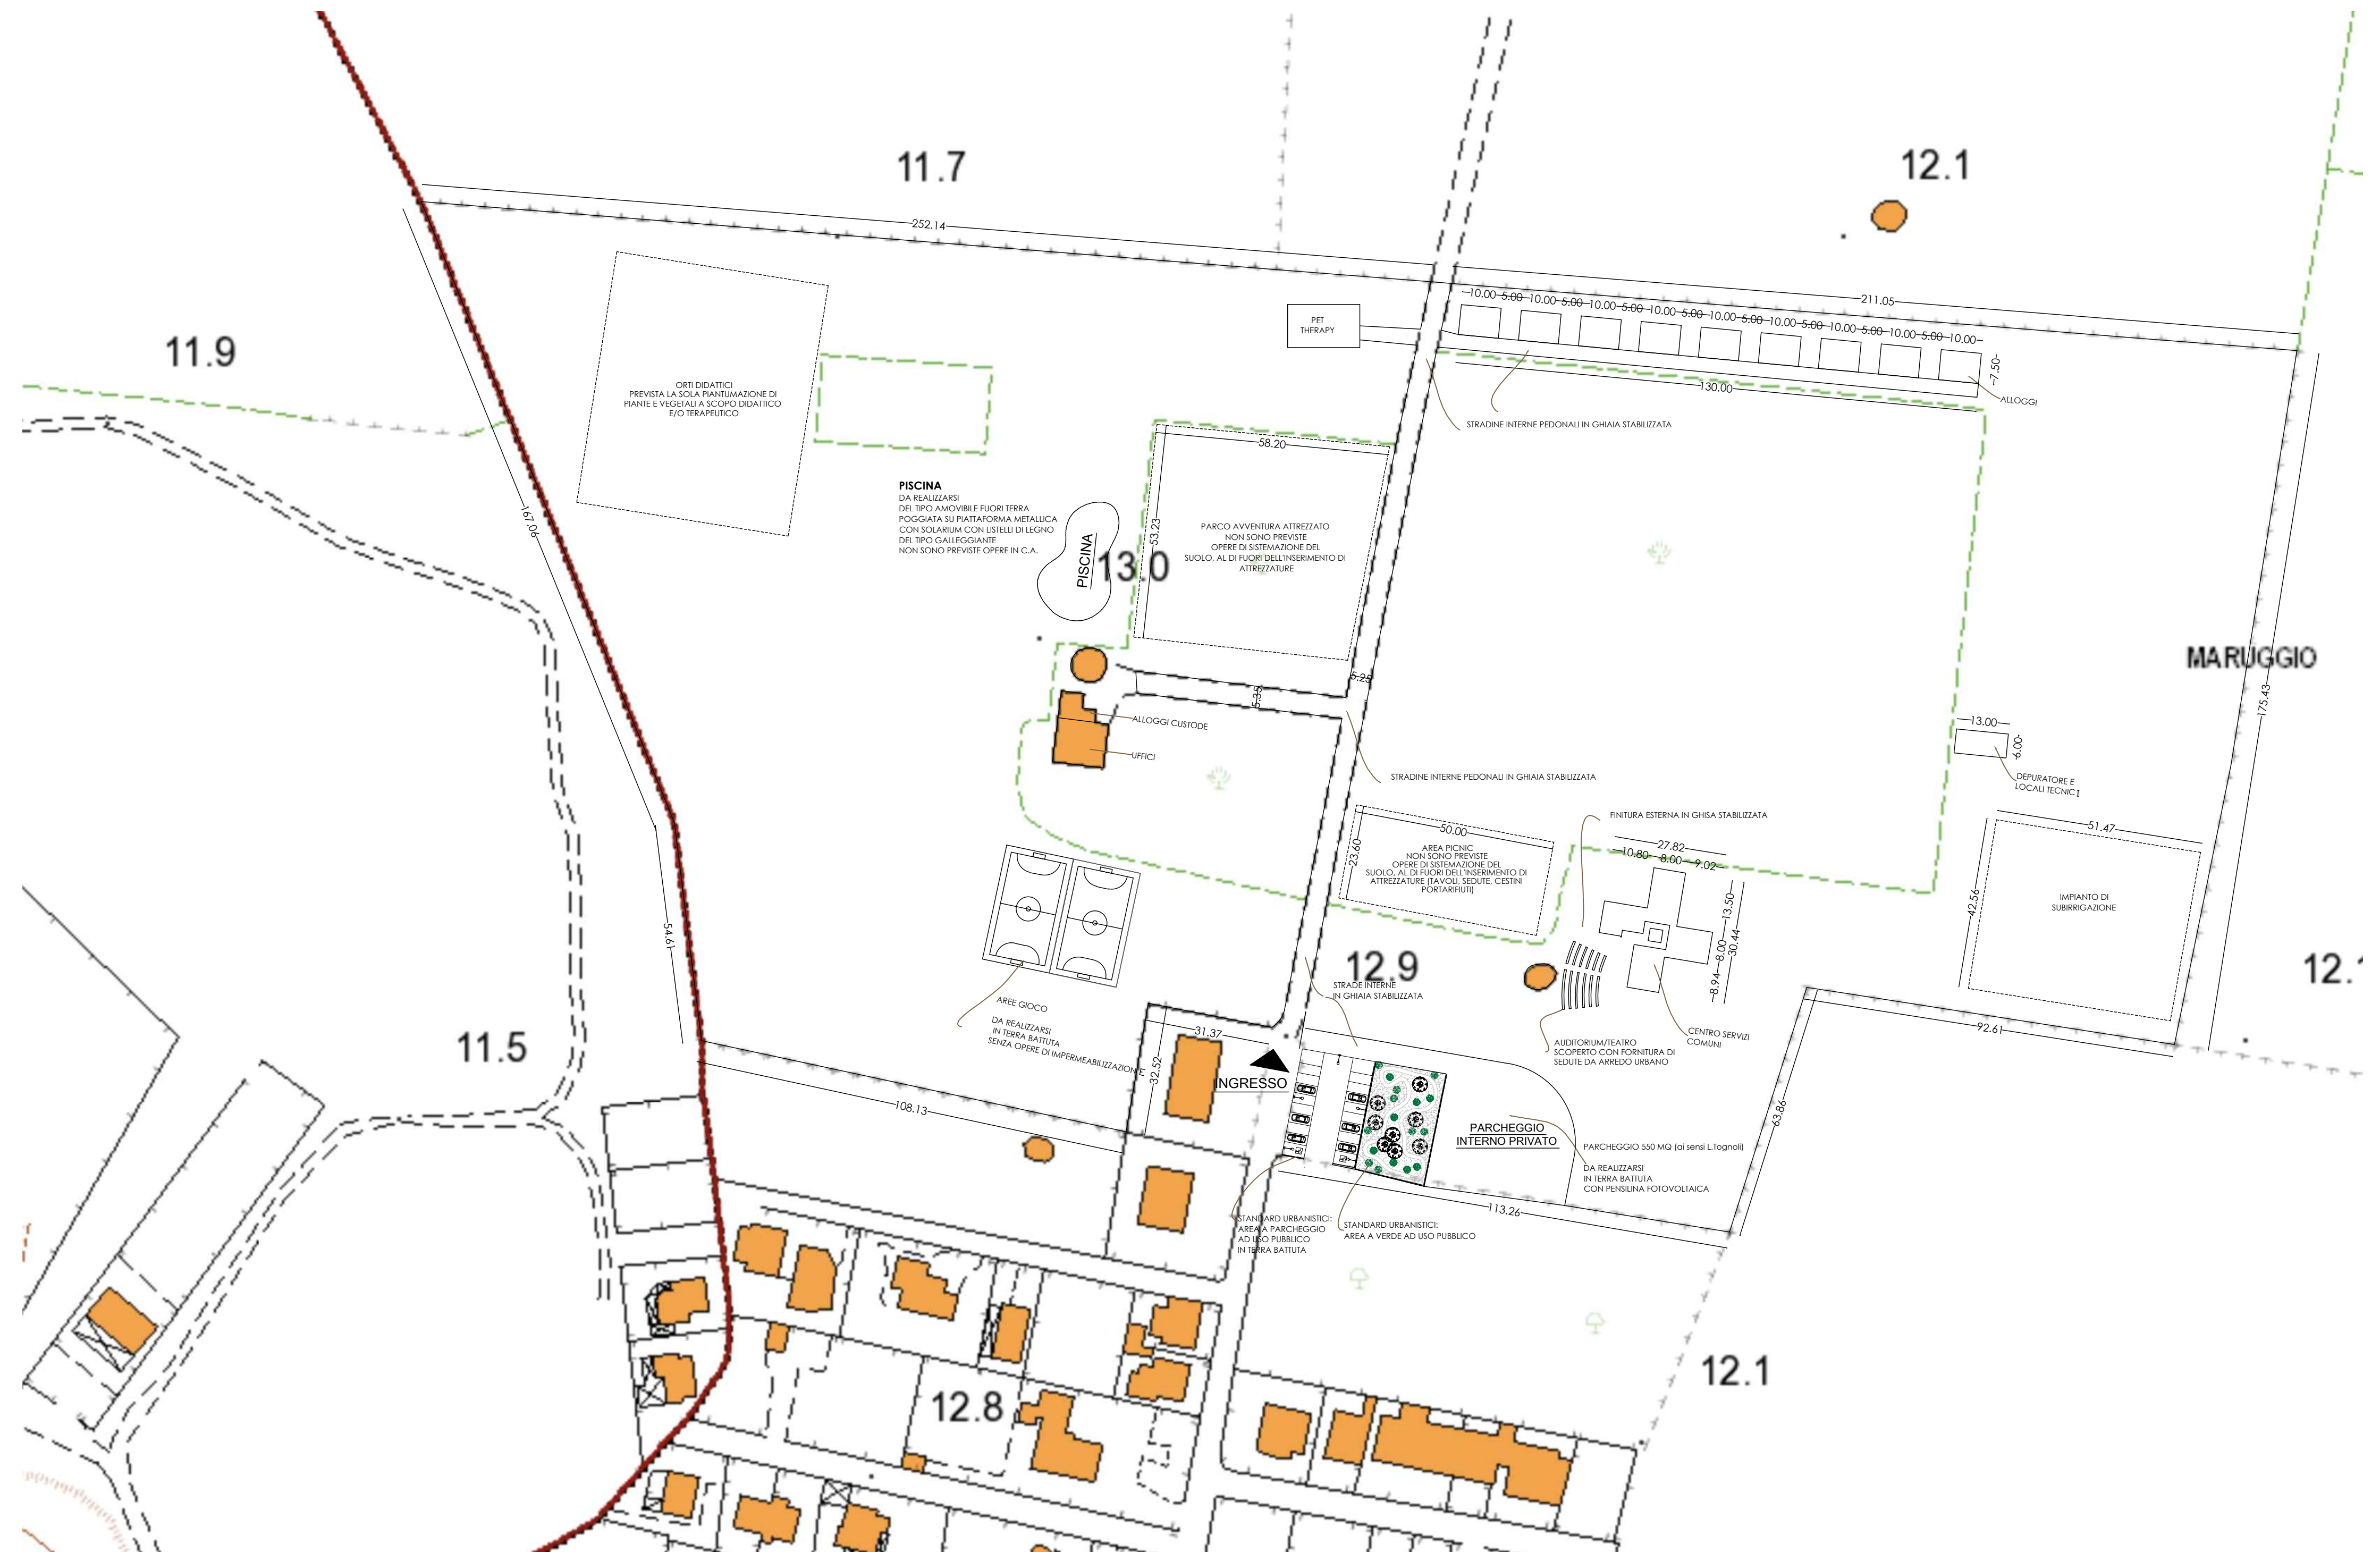 11.7
12.1
252.14
211.05
PET
THERAPY
10.00 5.00 10.00 5.00 10.00 5.00 10.00 5.00 10.00 5.00 10.00 5.00 10.00 5.00 10.00 5.00 10.00
7.50
130.00
ALLOGGI
11.9
ORTI DIDATTICI
PREVISTA LA SOLA PIANTUMAZIONE DI
PIANTE E VEGETALI A SCOPO DIDATTICO
E/O TERAPEUTICO
STRADINE INTERNE PEDONALI IN GHIAIA STABILIZZATA
58.20
53.23
PISCINA
DA REALIZZARSI
DEL TIPO AMOVIBILE FUORI TERRA
POGGIATA SU PIATTAFORMA METALLICA
CON SOLARIUM CON LISTELLI DI LEGNO
DEL TIPO GALLEGGIANTE
NON SONO PREVISTE OPERE IN C.A.
PISCINA
13.0
PARCO AVVENTURA ATTREZZATO
NON SONO PREVISTE
OPERE DI SISTEMAZIONE DEL
SUOLO, AL DI FUORI DELL'INSERIMENTO DI
ATTREZZATURE
167.06
MARUGGIO
175.43
5.25
5.35
ALLOGGI CUSTODE
UFFICI
13.00
6.00
DEPURATORE E
LOCALI TECNICI
STRADINE INTERNE PEDONALI IN GHIAIA STABILIZZATA
FINITURA ESTERNA IN GHISA STABILIZZATA
50.00
23.60
AREA PICNIC
NON SONO PREVISTE
OPERE DI SISTEMAZIONE DEL
SUOLO, AL DI FUORI DELL'INSERIMENTO DI
ATTREZZATURE (TAVOLI, SEDUTE, CESTINI
PORTARIFIUTI)
27.82
10.80 8.00 9.02
13.50
8.00
8.94
30.44
51.47
42.56
IMPIANTO DI
SUBIRRIGAZIONE
54.61
12.9
12.1
STRADE INTERNE
IN GHIAIA STABILIZZATA
AREE GIOCO
DA REALIZZARSI
IN TERRA BATTUTA
SENZA OPERE DI IMPERMEABILIZZAZIONE
11.5
31.37
32.52
INGRESSO
AUDITORIUM/TEATRO
SCOPERTO CON FORNITURA DI
SEDUTE DA ARREDO URBANO
CENTRO SERVIZI
COMUNI
92.61
63.86
108.13
PARCHEGGIO
INTERNO PRIVATO
PARCHEGGIO 550 MQ (ai sensi L.Tognoli)
DA REALIZZARSI
IN TERRA BATTUTA
CON PENSILINA FOTOVOLTAICA
113.26
STANDARD URBANISTICI:
AREA A PARCHEGGIO
AD USO PUBBLICO
IN TERRA BATTUTA
STANDARD URBANISTICI:
AREA A VERDE AD USO PUBBLICO
12.8
12.1